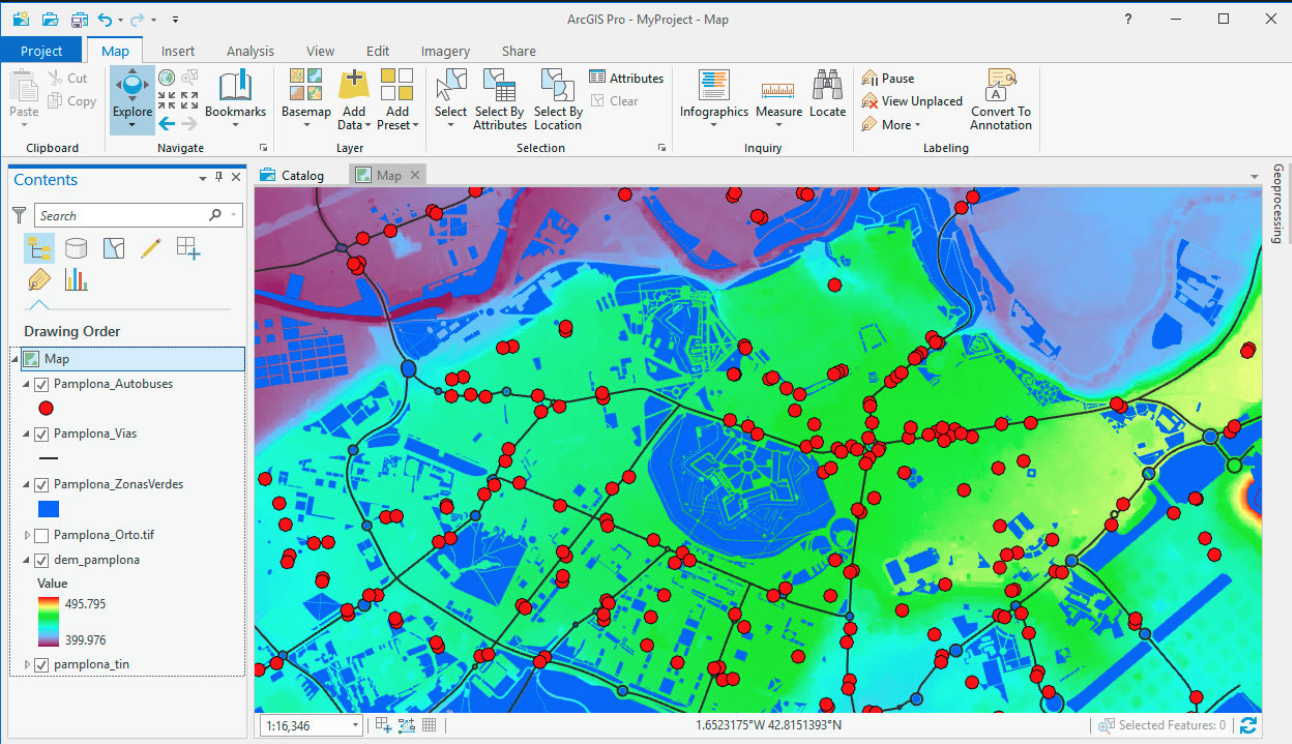 ArcGIS Pro - MyProject - Map
?
Project Map Insert Analysis View Edit Imagery Share
Paste
Cut
Copy
Clipboard
Explore
Bookmarks
Navigate
Basemap
Add Data
Add Preset
Layer
Select
Select By Attributes
Select By Location
Attributes
Clear
Selection
Infographics
Measure
Locate
Inquiry
Pause
View Unplaced
More
Convert To Annotation
Labeling
Contents
Search
Drawing Order
Map
Pamplona_Autobuses
Pamplona_Vias
Pamplona_ZonasVerdes
Pamplona_Orto.tif
dem_pamplona
Value
495.795
399.976
pamplona_tin
Catalog
Map
Geoprocessing
1:16,346
1.6523175°W 42.8151393°N
Selected Features: 0